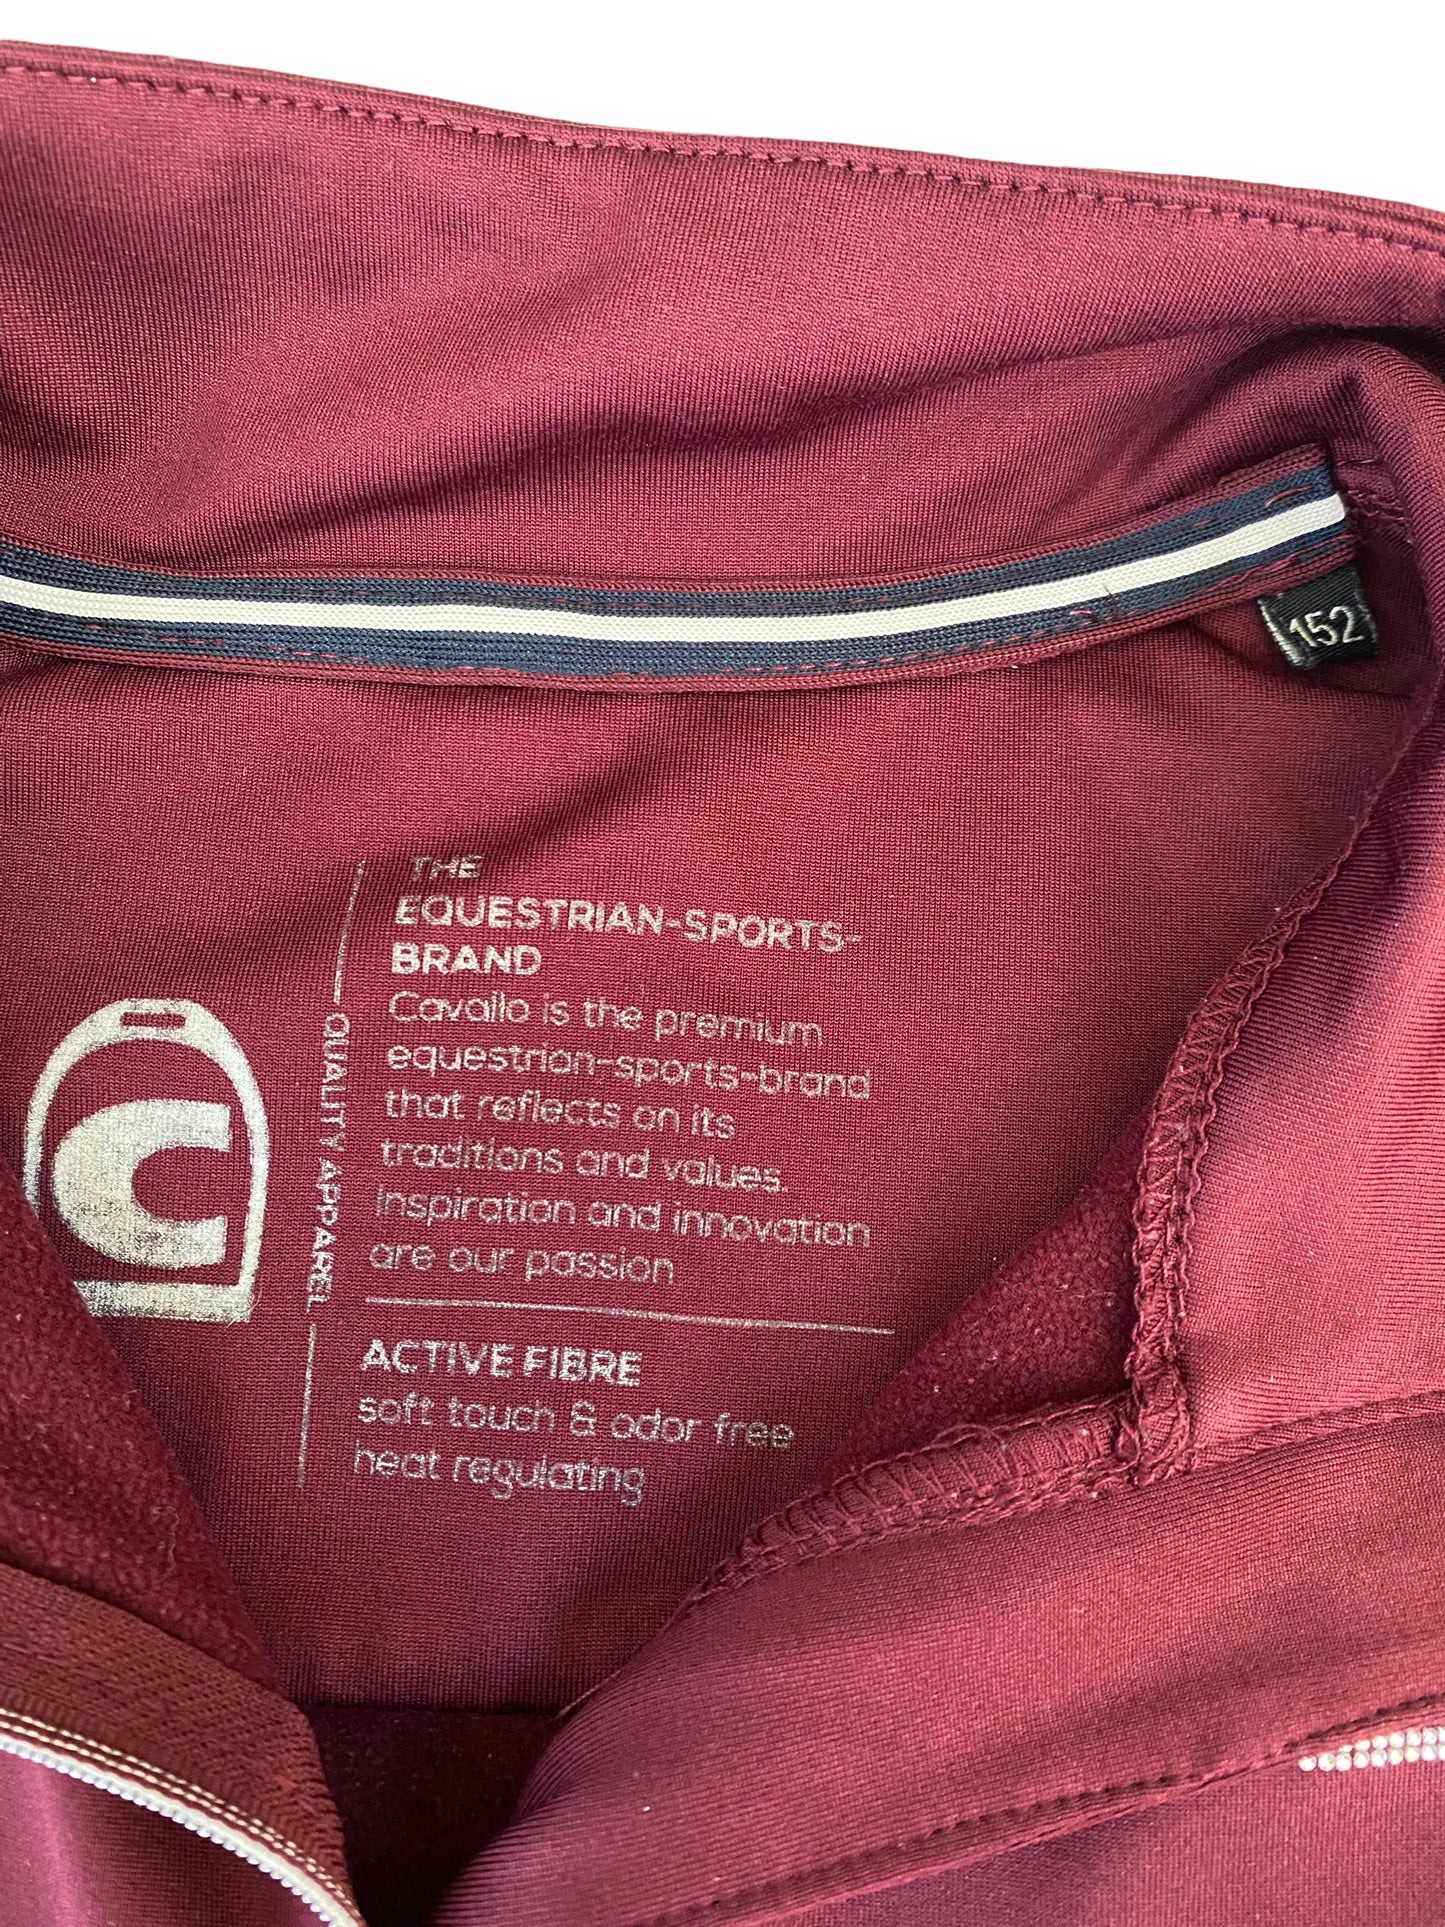 152
THE
EQUESTRIAN-SPORTS-
BRAND
Cavallo is the premium
equestrian-sports-brand
that reflects on its
traditions and values.
Inspiration and innovation
are our passion
QUALITY APPAREL
ACTIVE FIBRE
soft touch & odor free
heat regulating